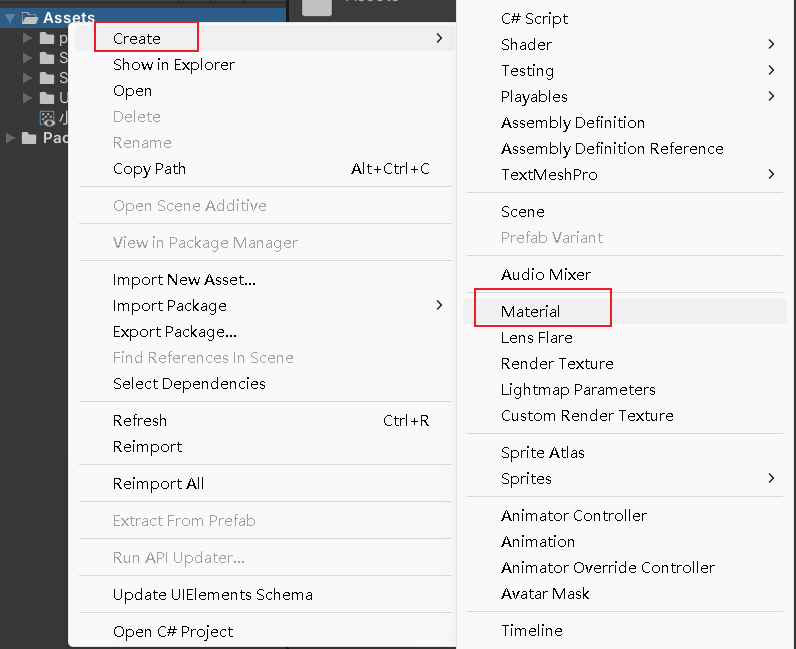 Assets
Create
Show in Explorer
Open
Delete
Rename
Copy Path Alt+Ctrl+C
Open Scene Additive
View in Package Manager
Import New Asset...
Import Package
Export Package...
Find References In Scene
Select Dependencies
Refresh Ctrl+R
Reimport
Reimport All
Extract From Prefab
Run API Updater...
Update UIElements Schema
Open C# Project
C# Script
Shader
Testing
Playables
Assembly Definition
Assembly Definition Reference
TextMeshPro
Scene
Prefab Variant
Audio Mixer
Material
Lens Flare
Render Texture
Lightmap Parameters
Custom Render Texture
Sprite Atlas
Sprites
Animator Controller
Animation
Animator Override Controller
Avatar Mask
Timeline